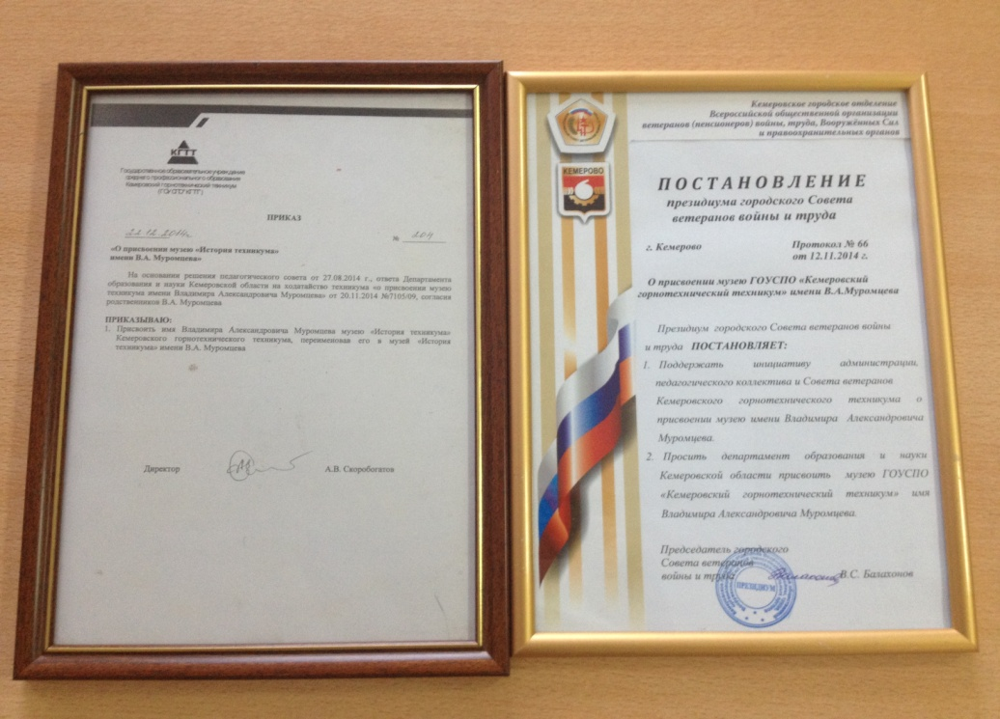 КГТТ
Государственное образовательное учреждение
среднего профессионального образования
Кемеровский горнотехнический техникум
ПРИКАЗ
22.12.2014г.
№ 204
«О присвоении музею «История техникума»
имени В.А. Муромцева»
На основании решения педагогического совета от 27.08.2014 г., ответа Департамента
образования и науки Кемеровской области на ходатайство техникума «о присвоении музею
техникума имени Владимира Александровича Муромцева» от 20.11.2014 №7105/09, согласия
родственников В.А. Муромцева
ПРИКАЗЫВАЮ:
1. Присвоить имя Владимира Александровича Муромцева музею «История техникума»
Кемеровского горнотехнического техникума, переименовав его в музей «История
техникума» имени В.А. Муромцева
Директор
А.В. Скоробогатов
Кемеровское городское отделение
Всероссийской общественной организации
ветеранов (пенсионеров) войны, труда, Вооружённых Сил
и правоохранительных органов
КЕМЕРОВО
ПОСТАНОВЛЕНИЕ
президиума городского Совета
ветеранов войны и труда
г. Кемерово
Протокол № 66
от 12.11.2014 г.
О присвоении музею ГОУСПО «Кемеровский
горнотехнический техникум» имени В.А.Муромцева
Президиум городского Совета ветеранов войны
и труда ПОСТАНОВЛЯЕТ:
1. Поддержать инициативу администрации,
педагогического коллектива и Совета ветеранов
Кемеровского горнотехнического техникума о
присвоении музею имени Владимира Александровича
Муромцева.
2. Просить департамент образования и науки
Кемеровской области присвоить музею ГОУСПО
«Кемеровский горнотехнический техникум» имя
Владимира Александровича Муромцева.
Председатель городского
Совета ветеранов
войны и труда
В.С. Балахонов
ПРЕЗИДИУМ